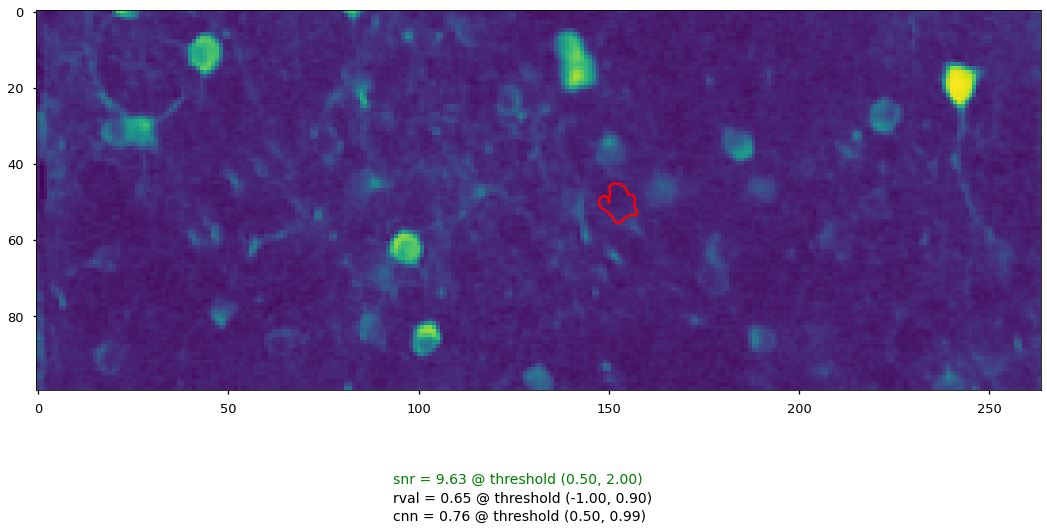 0
20
40
60
80
0 50 100 150 200 250
snr = 9.63 @ threshold (0.50, 2.00)
rval = 0.65 @ threshold (-1.00, 0.90)
cnn = 0.76 @ threshold (0.50, 0.99)